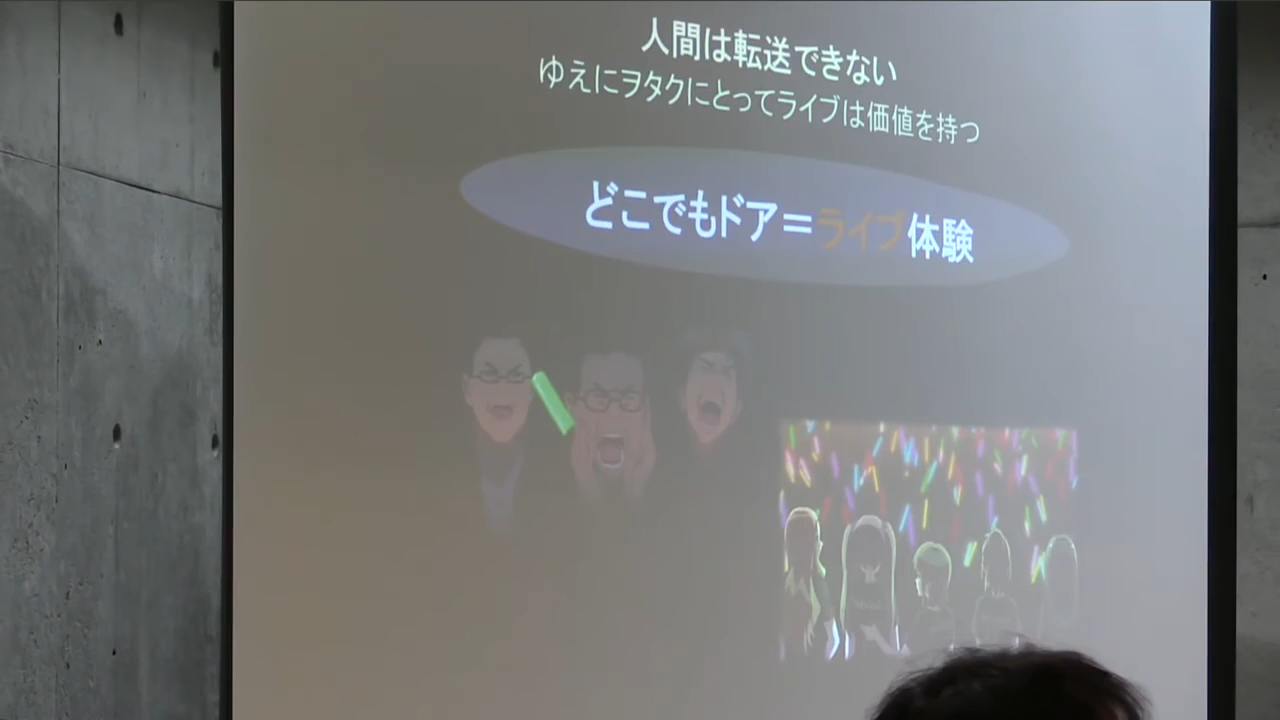 人間は転送できない
ゆえにヲタクにとってライブは価値を持つ
どこでもドア＝ライブ体験